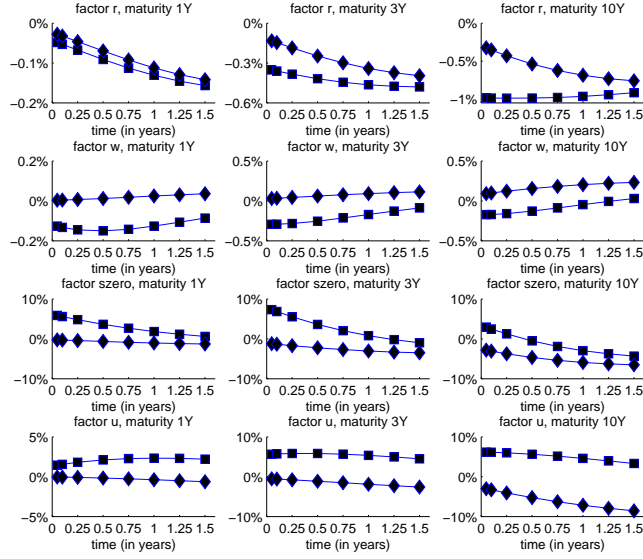 factor r, maturity 1Y
factor r, maturity 3Y
factor r, maturity 10Y
0%
−0.1%
−0.2%
0%
−0.3%
−0.6%
0%
−0.5%
−1%
0 0.25 0.5 0.75 1 1.25 1.5
0 0.25 0.5 0.75 1 1.25 1.5
0 0.25 0.5 0.75 1 1.25 1.5
time (in years)
time (in years)
time (in years)
factor w, maturity 1Y
factor w, maturity 3Y
factor w, maturity 10Y
0.2%
0%
−0.2%
0.5%
0%
−0.5%
0.5%
0%
−0.5%
0 0.25 0.5 0.75 1 1.25 1.5
0 0.25 0.5 0.75 1 1.25 1.5
0 0.25 0.5 0.75 1 1.25 1.5
time (in years)
time (in years)
time (in years)
factor szero, maturity 1Y
factor szero, maturity 3Y
factor szero, maturity 10Y
10%
0%
−10%
10%
0%
−10%
10%
0%
−10%
0 0.25 0.5 0.75 1 1.25 1.5
0 0.25 0.5 0.75 1 1.25 1.5
0 0.25 0.5 0.75 1 1.25 1.5
time (in years)
time (in years)
time (in years)
factor u, maturity 1Y
factor u, maturity 3Y
factor u, maturity 10Y
5%
0%
−5%
10%
0%
−10%
10%
0%
−10%
0 0.25 0.5 0.75 1 1.25 1.5
0 0.25 0.5 0.75 1 1.25 1.5
0 0.25 0.5 0.75 1 1.25 1.5
time (in years)
time (in years)
time (in years)